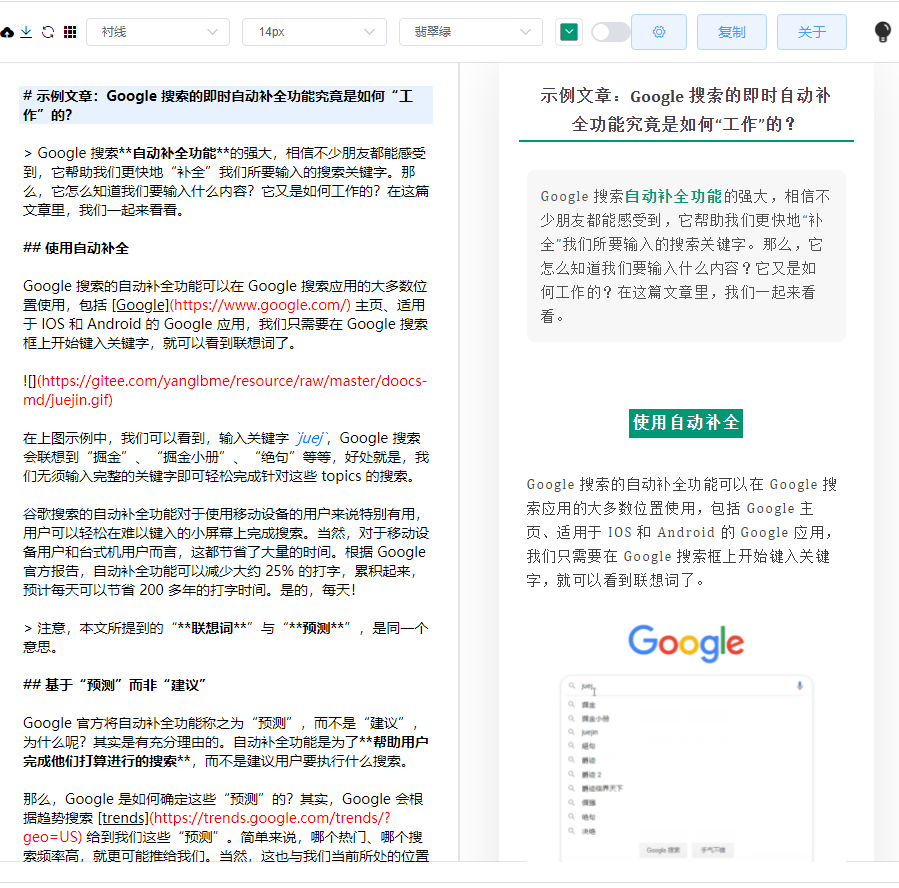 衬线
14px
翡翠绿
复制
关于
# 示例文章：Google 搜索的即时自动补全功能究竟是如何“工
作”的？
> Google 搜索**自动补全功能**的强大，相信不少朋友都能感受
到，它帮助我们更快地“补全”我们所要输入的搜索关键字。那
么，它怎么知道我们要输入什么内容？它又是如何工作的？在这篇
文章里，我们一起来看看。
## 使用自动补全
Google 搜索的自动补全功能可以在 Google 搜索应用的大多数位
置使用，包括 [Google](https://www.google.com/) 主页、适用
于 IOS 和 Android 的 Google 应用，我们只需要在 Google 搜索
框上开始键入关键字，就可以看到联想词了。
![](https://gitee.com/yanglbme/resource/raw/master/doocs-
md/juejin.gif)
在上图示例中，我们可以看到，输入关键字 `juej`，Google 搜索
会联想到“掘金”、“掘金小册”、“绝句”等等，好处就是，我
们无须输入完整的关键字即可轻松完成针对这些 topics 的搜索。
谷歌搜索的自动补全功能对于使用移动设备的用户来说特别有用，
用户可以轻松在难以键入的小屏幕上完成搜索。当然，对于移动设
备用户和台式机用户而言，这都节省了大量的时间。根据 Google
官方报告，自动补全功能可以减少大约 25% 的打字，累积起来，
预计每天可以节省 200 多年的打字时间。是的，每天！
> 注意，本文所提到的“**联想词**”与“**预测**”，是同一个
意思。
## 基于“预测”而非“建议”
Google 官方将自动补全功能称之为“预测”，而不是“建议”，
为什么呢？其实是有充分理由的。自动补全功能是为了**帮助用户
完成他们打算进行的搜索**，而不是建议用户要执行什么搜索。
那么，Google 是如何确定这些“预测”的？其实，Google 会根
据趋势搜索 [trends](https://trends.google.com/trends/?
geo=US) 给到我们这些“预测”。简单来说，哪个热门、哪个搜
索频率高，就更可能推给我们。当然，这也与我们当前所处的位置
示例文章：Google 搜索的即时自动补
全功能究竟是如何“工作”的？
Google 搜索自动补全功能的强大，相信不
少朋友都能感受到，它帮助我们更快地“补
全”我们所要输入的搜索关键字。那么，它
怎么知道我们要输入什么内容？它又是如
何工作的？在这篇文章里，我们一起来看
看。
使用自动补全
Google 搜索的自动补全功能可以在 Google 搜
索应用的大多数位置使用，包括 Google 主
页、适用于 IOS 和 Android 的 Google 应用，
我们只需要在 Google 搜索框上开始键入关键
字，就可以看到联想词了。
Google
juej
掘金
掘金小册
juejin
绝句
爵迹
爵迹 2
爵迹临界天下
倔强
绝句
决绝
Google 搜索
手气不错